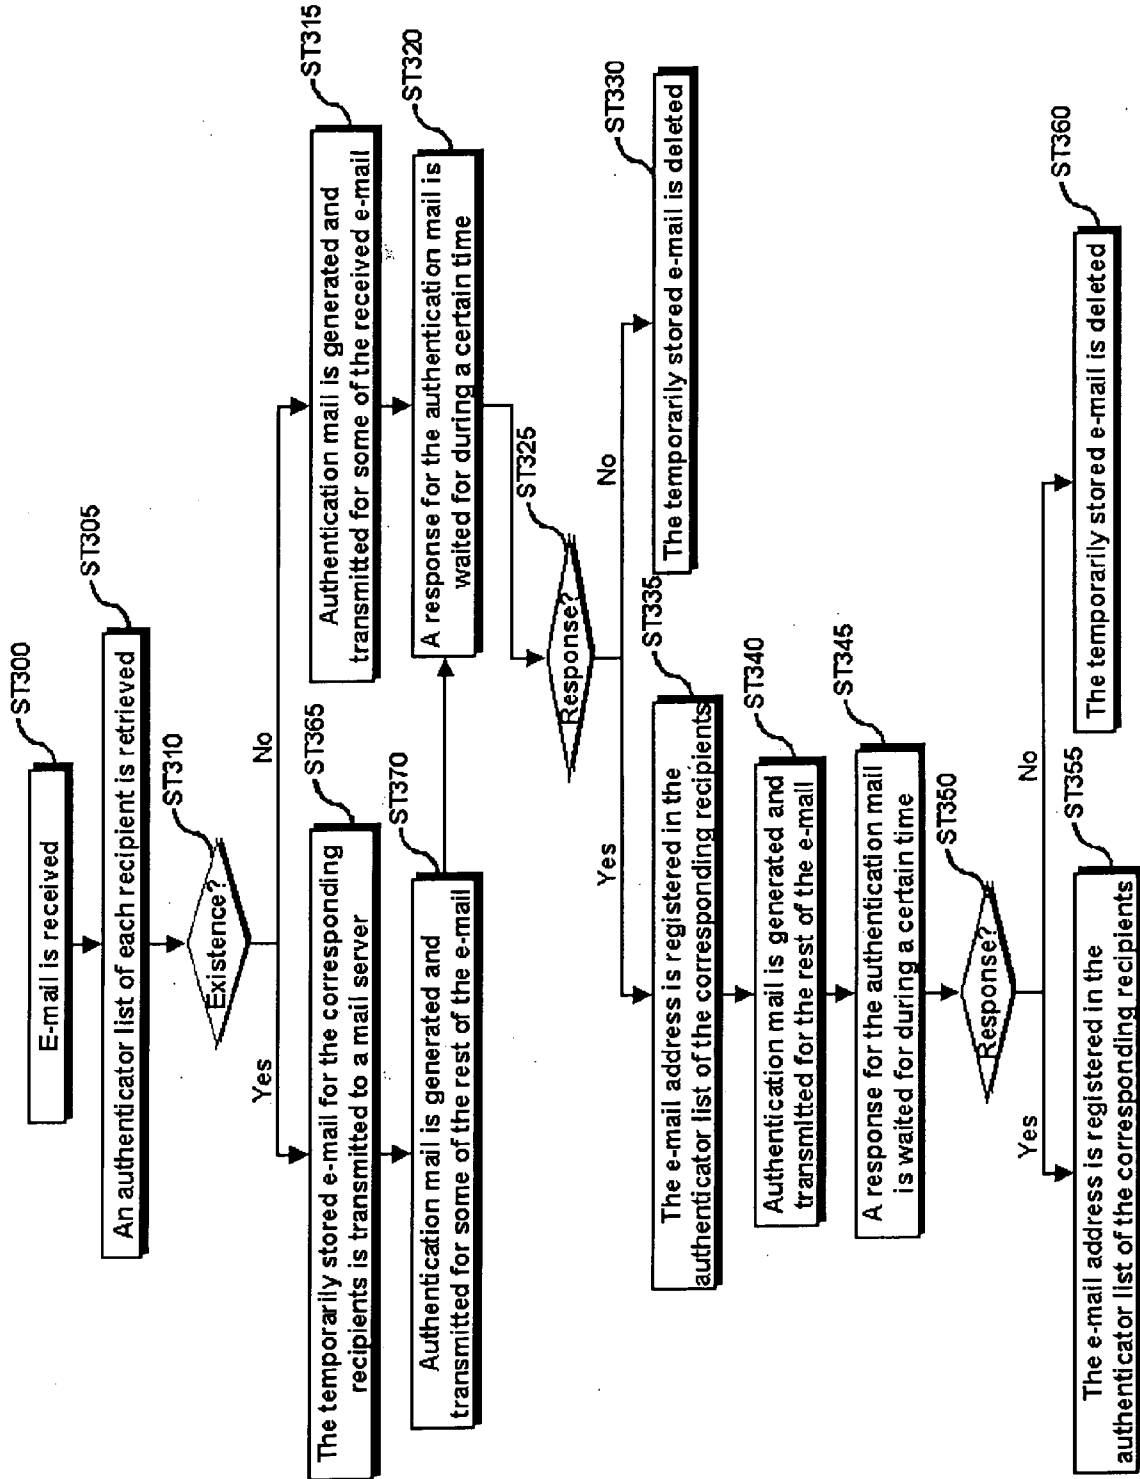 E-mail is received
ST300
An authenticator list of each recipient is retrieved
ST305
Existence?
ST310
Yes
No
The temporarily stored e-mail for the corresponding
recipients is transmitted to a mail server
ST365
Authentication mail is generated and
transmitted for some of the received e-mail
ST315
Authentication mail is generated and
transmitted for some of the rest of the e-mail
ST370
A response for the authentication mail is
waited for during a certain time
ST320
Response?
ST325
Yes
No
The e-mail address is registered in the
authenticator list of the corresponding recipients
ST335
The temporarily stored e-mail is deleted
ST330
Authentication mail is generated and
transmitted for the rest of the e-mail
ST340
A response for the authentication mail
is waited for during a certain time
ST345
Response?
ST350
Yes
No
The e-mail address is registered in the
authenticator list of the corresponding recipients
ST355
The temporarily stored e-mail is deleted
ST360